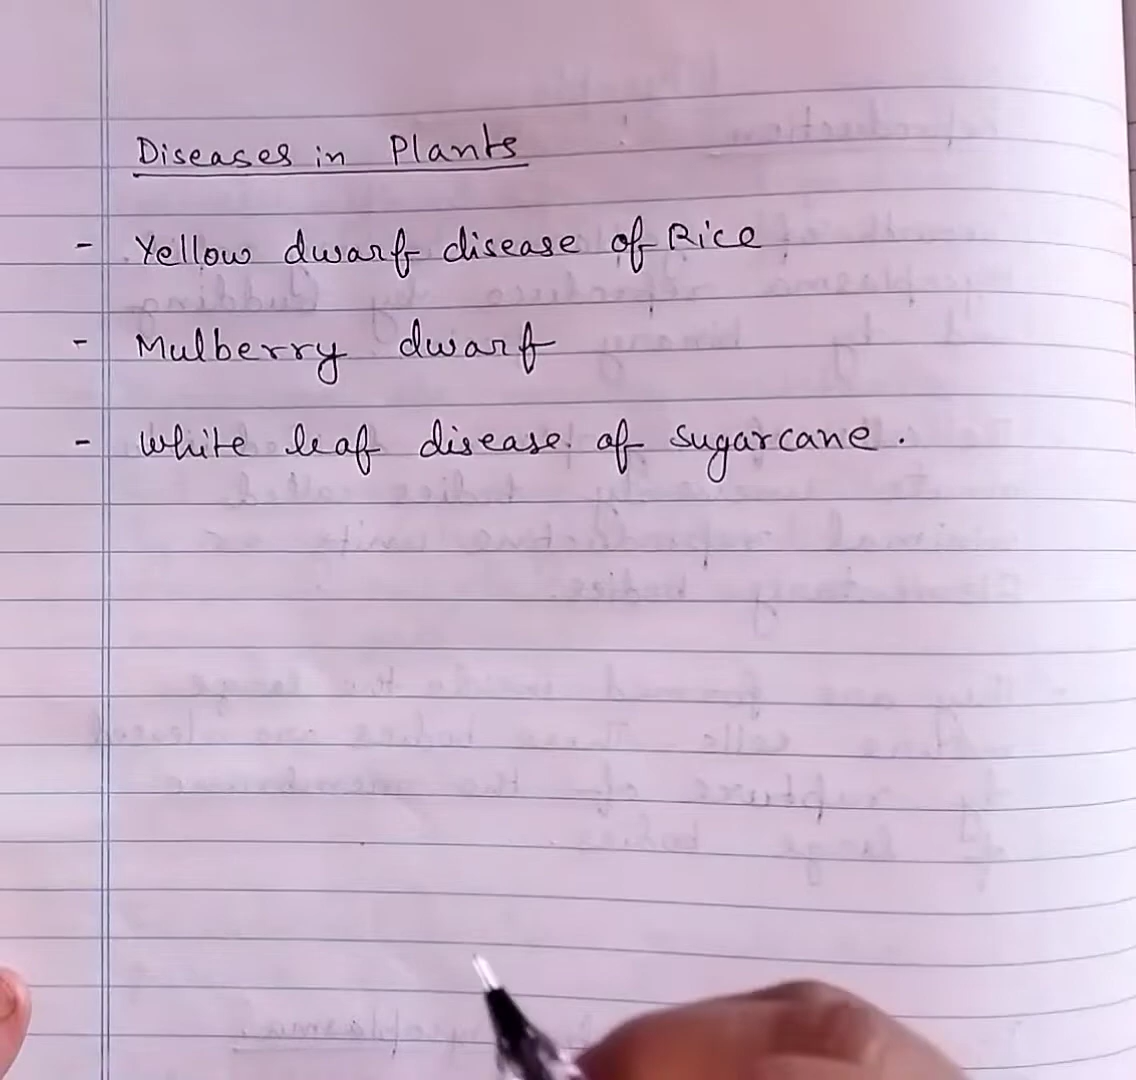 Diseases in Plants
- Yellow dwarf disease of Rice
- Mulberry dwarf
- White leaf disease of sugarcane.